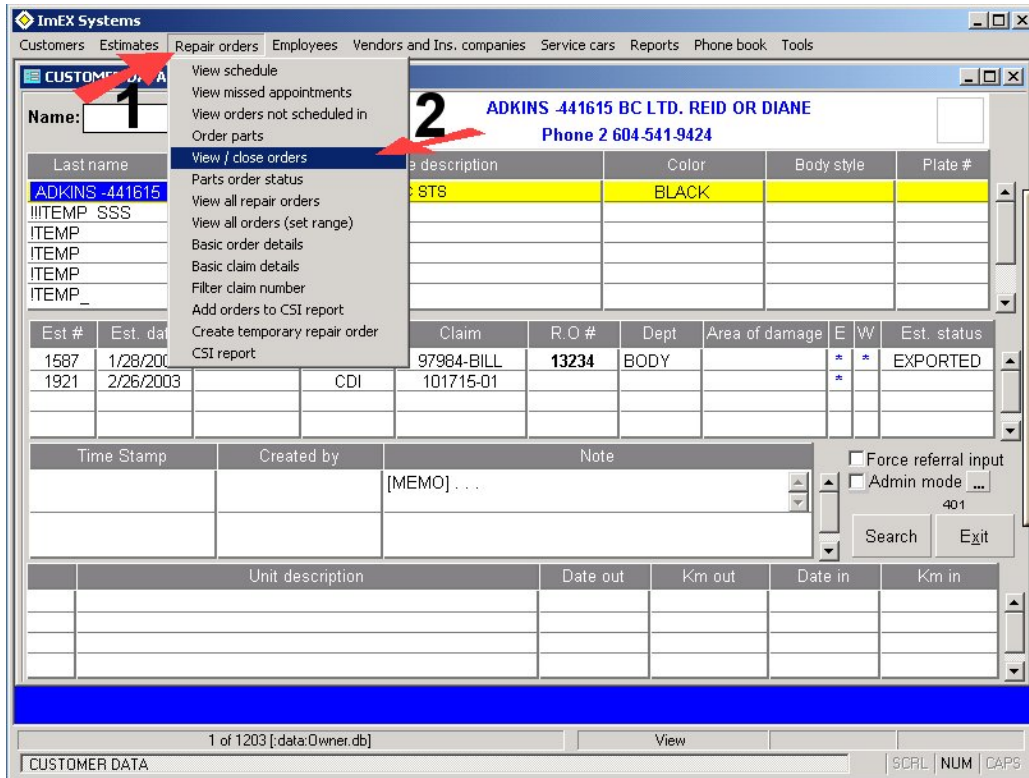 ImEX Systems
Customers Estimates Repair orders Employees Vendors and Ins. companies Service cars Reports Phone book Tools
CUSTOMER DATA
1
View schedule
View missed appointments
View orders not scheduled in
Order parts
View / close orders
Parts order status
View all repair orders
View all orders (set range)
Basic order details
Basic claim details
Filter claim number
Add orders to CSI report
Create temporary repair order
CSI report
2
Name:
ADKINS -441615 BC LTD. REID OR DIANE
Phone 2 604-541-9424
Last name description Color Body style Plate #
ADKINS -441615 STS BLACK
!!!TEMP SSS
!TEMP
!TEMP
!TEMP
!TEMP_
Est # Est. dat Claim R.O # Dept Area of damage E W Est. status
1587 1/28/200 97984-BILL 13234 BODY * * EXPORTED
1921 2/26/2003 CDI 101715-01 *
Time Stamp Created by Note
[MEMO] . . .
Force referral input
Admin mode ...
401
Search Exit
Unit description Date out Km out Date in Km in
1 of 1203 [:data:Owner.db] View
CUSTOMER DATA SCRL NUM CAPS